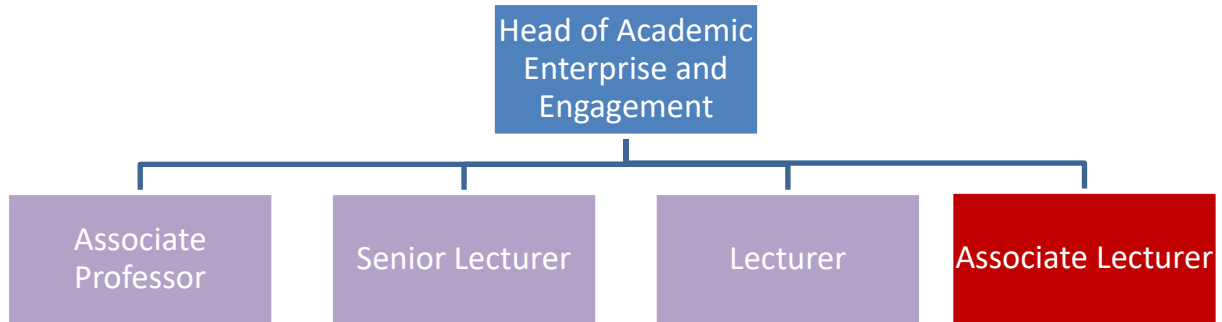 Head of Academic
Enterprise and
Engagement
Associate
Professor
Senior Lecturer
Lecturer
Associate Lecturer